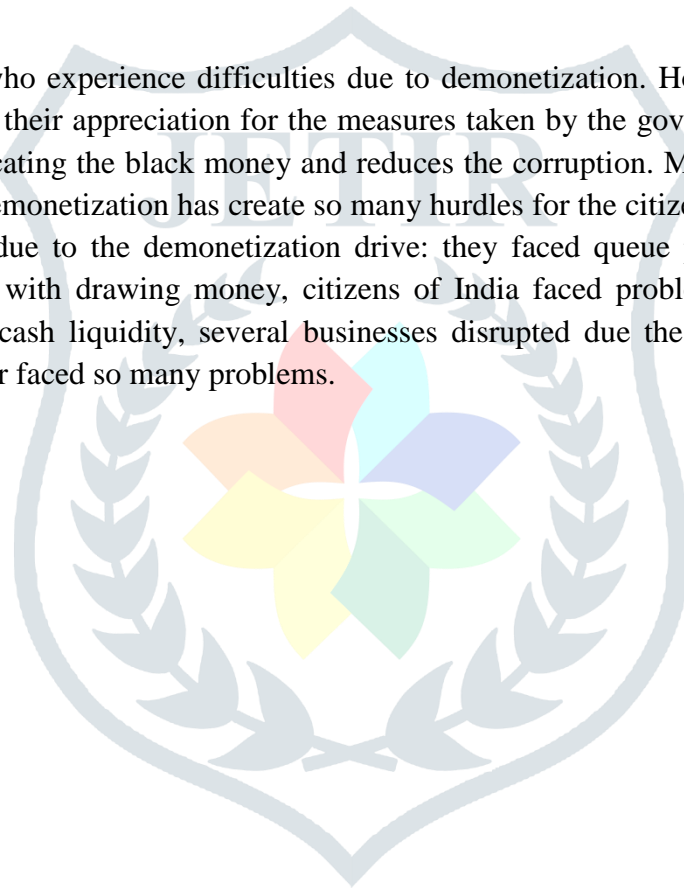 who experience difficulties due to demonetization. Ho
their appreciation for the measures taken by the gov
cating the black money and reduces the corruption. M
emonetization has create so many hurdles for the citize
due to the demonetization drive: they faced queue
with drawing money, citizens of India faced probl
cash liquidity, several businesses disrupted due the
r faced so many problems.
JETIR